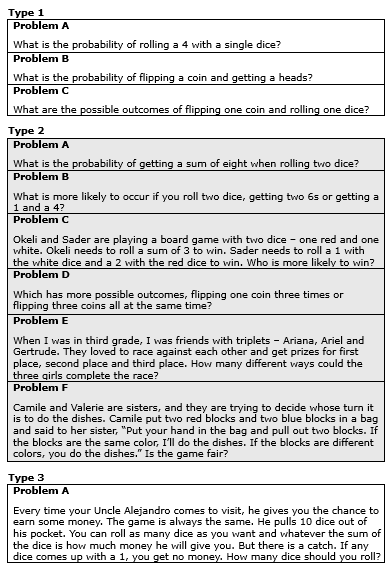 Type 1
Problem A
What is the probability of rolling a 4 with a single dice?
Problem B
What is the probability of flipping a coin and getting a heads?
Problem C
What are the possible outcomes of flipping one coin and rolling one dice?
Type 2
Problem A
What is the probability of getting a sum of eight when rolling two dice?
Problem B
What is more likely to occur if you roll two dice, getting two 6s or getting a
1 and a 4?
Problem C
Okeli and Sader are playing a board game with two dice – one red and one
white. Okeli needs to roll a sum of 3 to win. Sader needs to roll a 1 with
the white dice and a 2 with the red dice to win. Who is more likely to win?
Problem D
Which has more possible outcomes, flipping one coin three times or
flipping three coins all at the same time?
Problem E
When I was in third grade, I was friends with triplets – Ariana, Ariel and
Gertrude. They loved to race against each other and get prizes for first
place, second place and third place. How many different ways could the
three girls complete the race?
Problem F
Camile and Valerie are sisters, and they are trying to decide whose turn it
is to do the dishes. Camile put two red blocks and two blue blocks in a bag
and said to her sister, “Put your hand in the bag and pull out two blocks. If
the blocks are the same color, I’ll do the dishes. If the blocks are different
colors, you do the dishes.” Is the game fair?
Type 3
Problem A
Every time your Uncle Alejandro comes to visit, he gives you the chance to
earn some money. The game is always the same. He pulls 10 dice out of
his pocket. You can roll as many dice as you want and whatever the sum of
the dice is how much money he will give you. But there is a catch. If any
dice comes up with a 1, you get no money. How many dice should you roll?